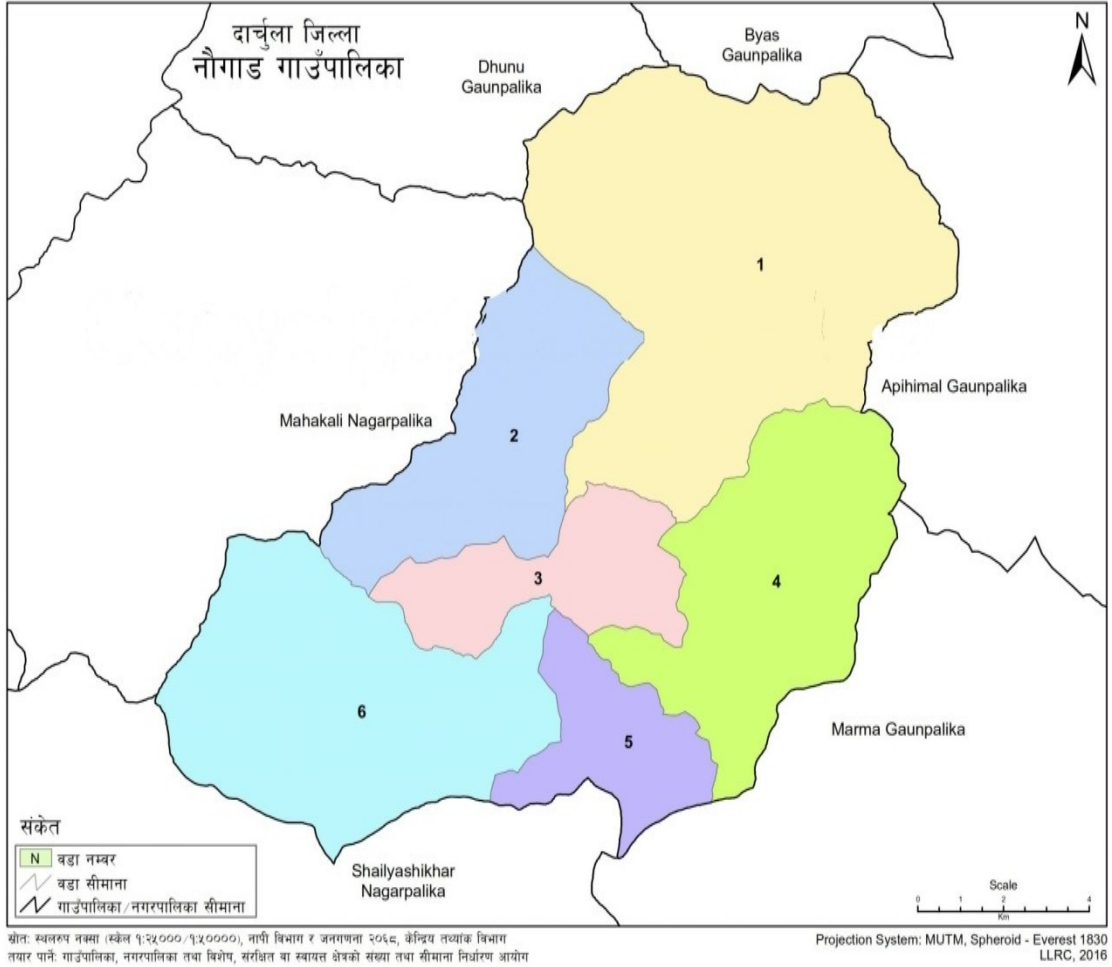 दार्चुला जिल्ला
नौगाड गाउँपालिका
Dhunu
Gaunpalika
Byas
Gaunpalika
N
1
Apihimal Gaunpalika
Mahakali Nagarpalika
2
3
4
6
5
Marma Gaunpalika
Shailyashikhar
Nagarpalika
संकेत
N वडा नम्बर
वडा सीमाना
गाउँपालिका/नगरपालिका सीमाना
Scale
0 1 2 4
Km
स्रोतः स्थलरुप नक्सा (स्केल १:२५०००/१:५००००), नापी विभाग र जनगणना २०६८, केन्द्रिय तथ्यांक विभाग
तयार पार्नेः गाउँपालिका, नगरपालिका तथा विशेष, संरक्षित वा स्वायत्त क्षेत्रको संख्या तथा सीमाना निर्धारण आयोग
Projection System: MUTM, Spheroid - Everest 1830
LLRC, 2016